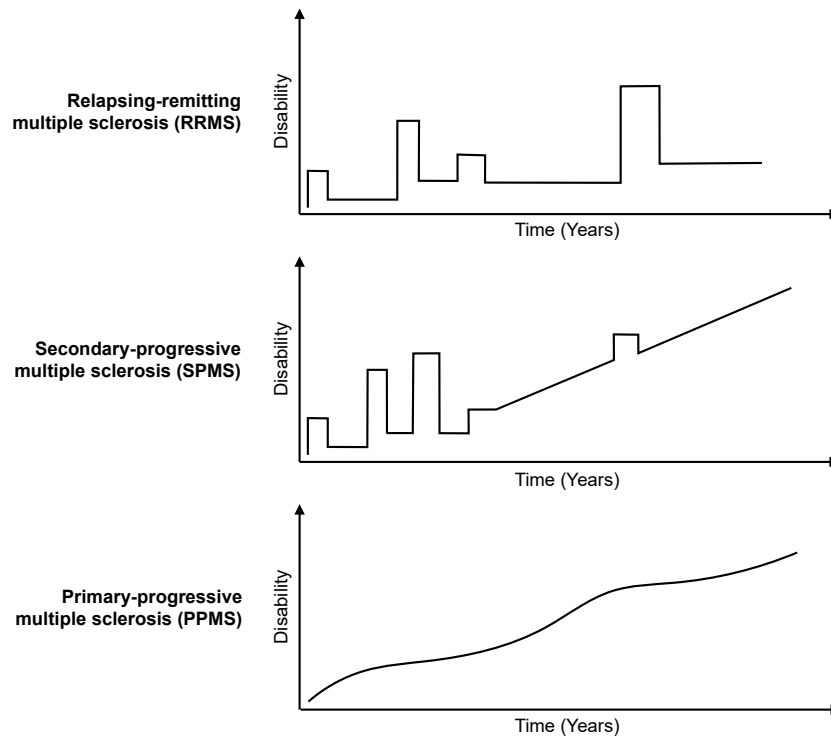 Relapsing-remitting
multiple sclerosis (RRMS)
Disability
Time (Years)
Secondary-progressive
multiple sclerosis (SPMS)
Disability
Time (Years)
Primary-progressive
multiple sclerosis (PPMS)
Disability
Time (Years)